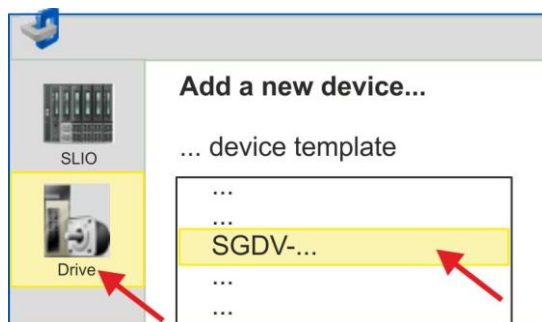 Add a new device...
SLIO
... device template
...
...
SGDV-...
Drive
...
...